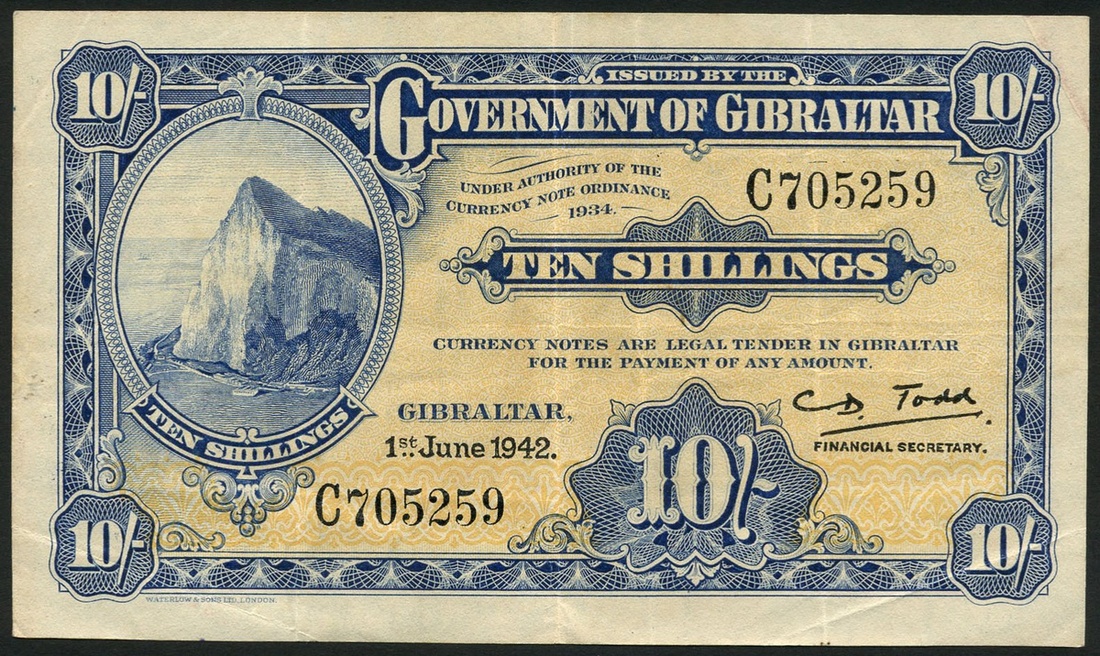 10/-
10/-
ISSUED BY THE
GOVERNMENT OF GIBRALTAR
UNDER AUTHORITY OF THE
CURRENCY NOTE ORDINANCE
1934.
C705259
TEN SHILLINGS
CURRENCY NOTES ARE LEGAL TENDER IN GIBRALTAR
FOR THE PAYMENT OF ANY AMOUNT.
TEN SHILLINGS
GIBRALTAR,
1st June 1942.
C. D. Todd.
FINANCIAL SECRETARY.
C705259
10/-
10/-
10/-
WATERLOW & SONS LTD, LONDON.